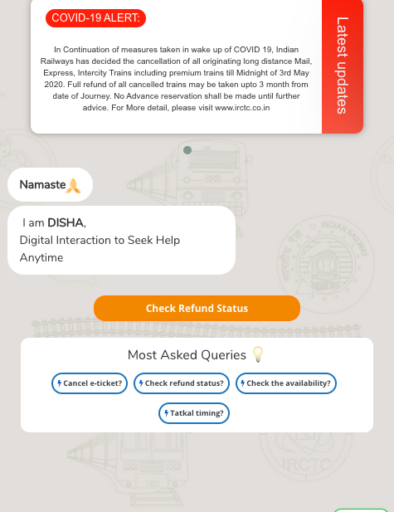 COVID-19 ALERT:
In Continuation of measures taken in wake up of COVID 19, Indian
Railways has decided the cancellation of all originating long distance Mail,
Express, Intercity Trains including premium trains till Midnight of 3rd May
2020. Full refund of all cancelled trains may be taken upto 3 month from
date of Journey. No Advance reservation shall be made until further
advice. For More detail, please visit www.irctc.co.in
Latest updates
Namaste
I am DISHA,
Digital Interaction to Seek Help
Anytime
INDIAN RAILWAY
Check Refund Status
Most Asked Queries
Cancel e-ticket?
Check refund status?
Check the availability?
Tatkal timing?
IRCTC